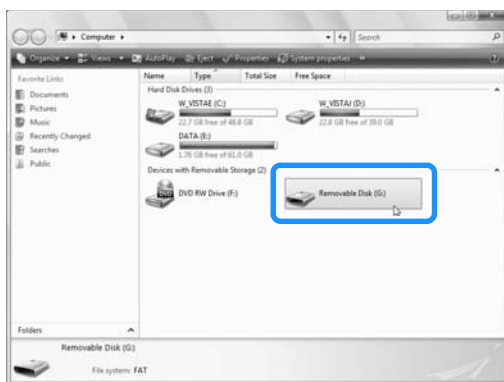 Computer
Search
Organize Views AutoPlay Eject Properties System properties »
Favorite Links
Documents
Pictures
Music
Recently Changed
Searches
Public
Folders
Name Type Total Size Free Space
Hard Disk Drives (3)
W_VISTAE (C:)
22.7 GB free of 48.8 GB
W_VISTAJ (D:)
22.8 GB free of 39.0 GB
DATA (E:)
1.76 GB free of 61.0 GB
Devices with Removable Storage (2)
DVD RW Drive (F:)
Removable Disk (G:)
Removable Disk (G:)
File system: FAT